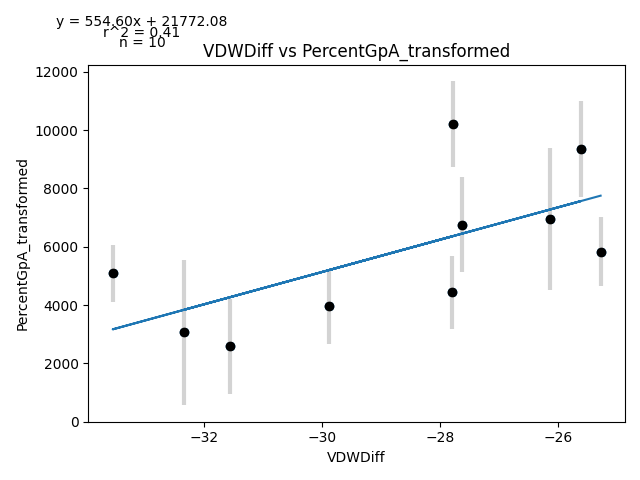 y = 554.60x + 21772.08
r^2 = 0.41
n = 10
VDWDiff vs PercentGpA_transformed
12000
10000
8000
6000
4000
2000
0
PercentGpA_transformed
−32
−30
−28
−26
VDWDiff